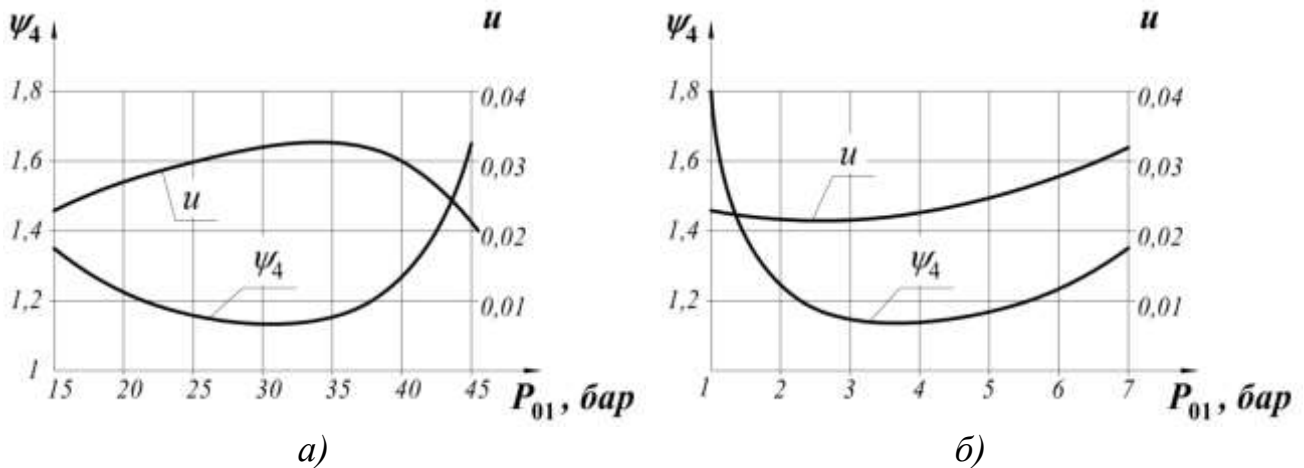 ψ₄ u
1,8 0,04
1,6 0,03
u
1,4 0,02
ψ₄
1,2 0,01
1
15 20 25 30 35 40 45
P₀₁, бар
а)
ψ₄ u
1,8 0,04
1,6 u 0,03
1,4 0,02
ψ₄
1,2 0,01
1 2 3 4 5 6 7
P₀₁, бар
б)